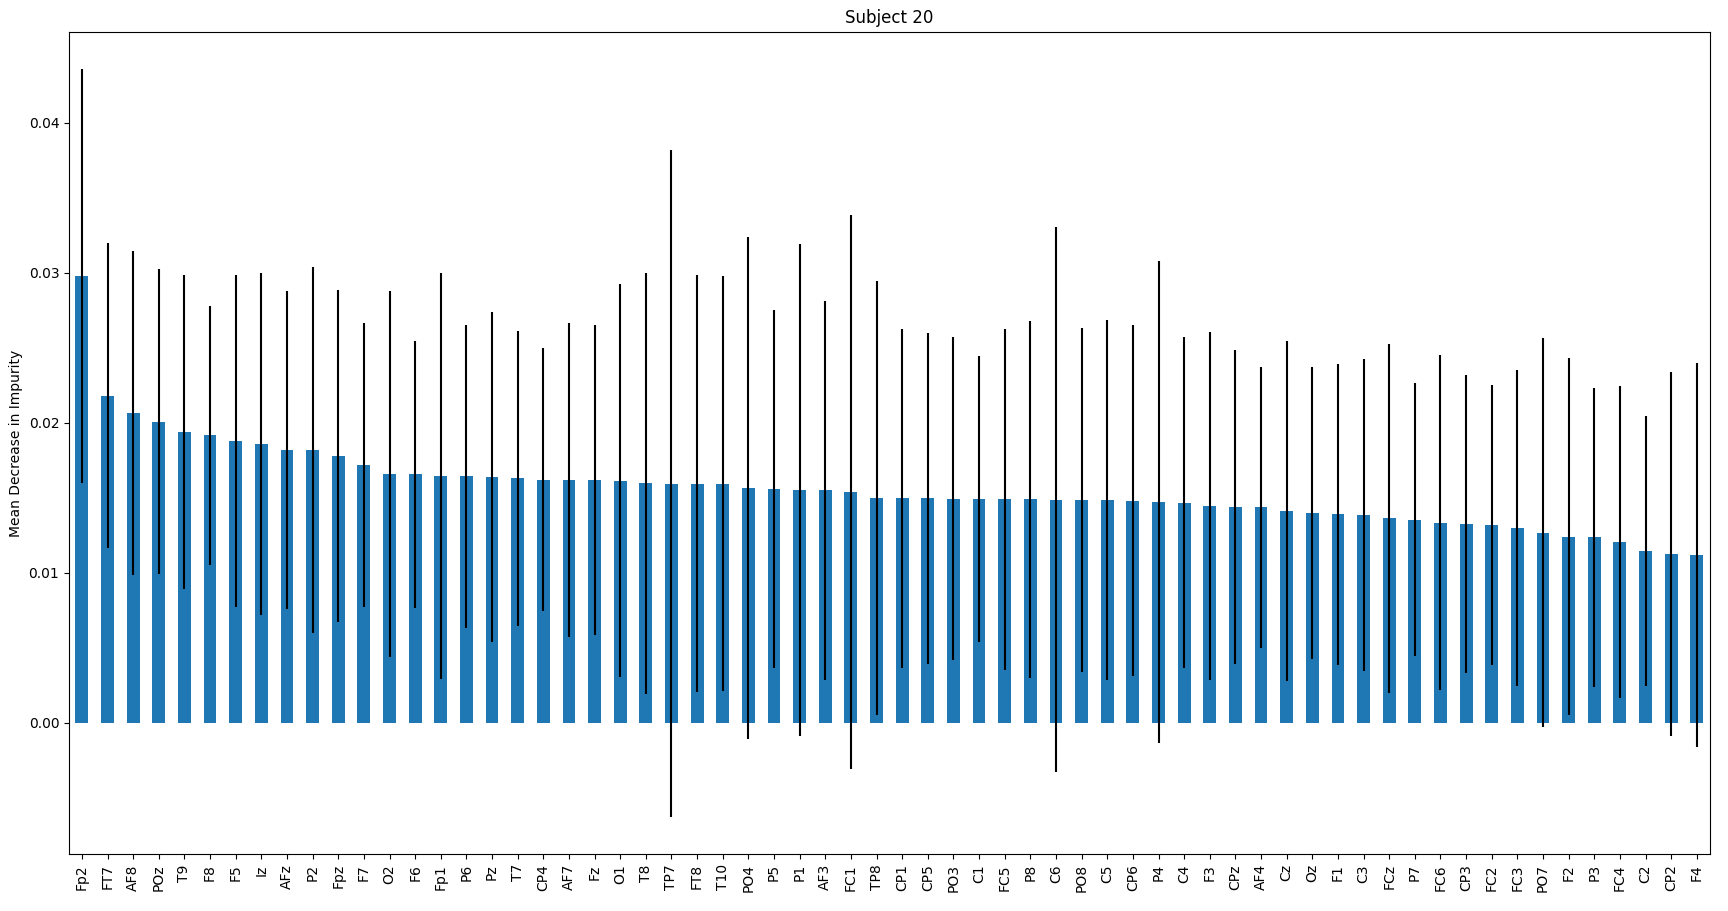 Subject 20
Mean Decrease in Impurity
0.04
0.03
0.02
0.01
0.00
Fp2 FT7 AF8 POz T9 F8 F5 Iz AFz P2 Fpz F7 O2 F6 Fp1 P6 Pz T7 CP4 AF7 Fz O1 T8 TP7 FT8 T10 PO4 P5 P1 AF3 FC1 TP8 CP1 CP5 PO3 C1 FC5 P8 C6 PO8 C5 CP6 P4 C4 F3 CPz AF4 Cz Oz F1 C3 FCz P7 FC6 CP3 FC2 FC3 PO7 F2 P3 FC4 C2 CP2 F4